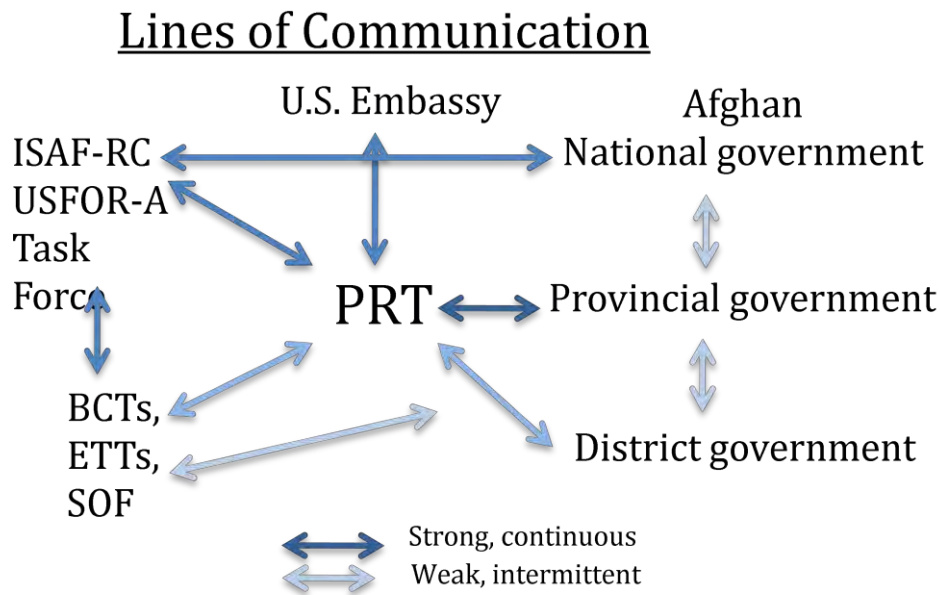 Lines of Communication
U.S. Embassy
Afghan
National government
ISAF-RC
USFOR-A
Task
Force
PRT
Provincial government
BCTs,
ETTs,
SOF
District government
Strong, continuous
Weak, intermittent